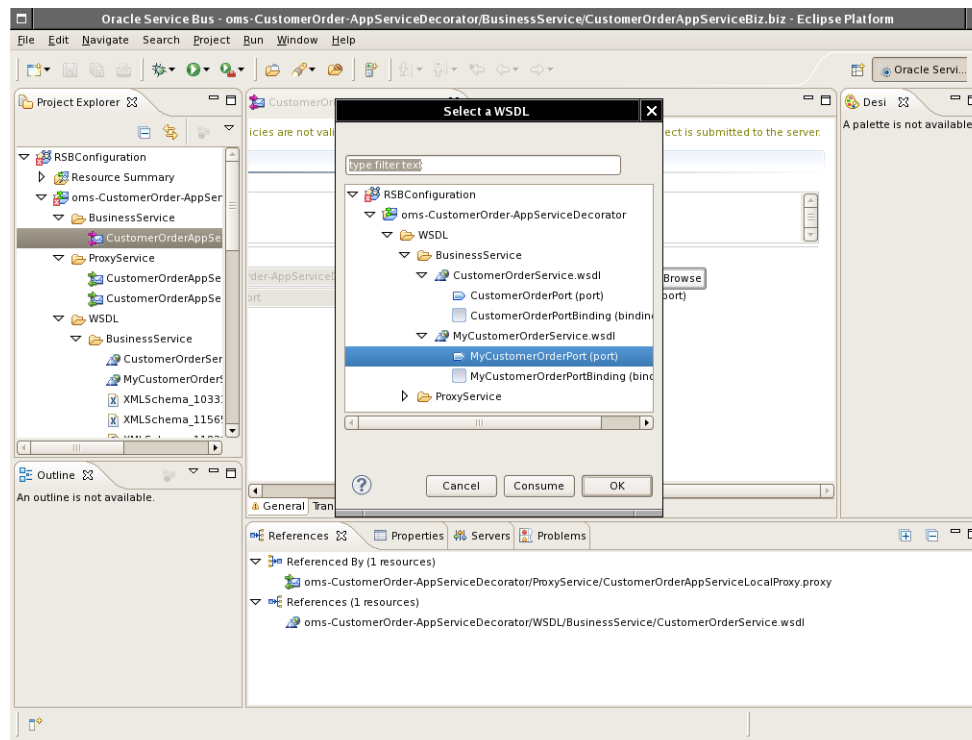 Oracle Service Bus - oms-CustomerOrder-AppServiceDecorator/BusinessService/CustomerOrderAppServiceBiz.biz - Eclipse Platform
File Edit Navigate Search Project Run Window Help
Oracle Servi...
Project Explorer
RSBConfiguration
Resource Summary
oms-CustomerOrder-AppSer
BusinessService
CustomerOrderAppSe
ProxyService
CustomerOrderAppSe
CustomerOrderAppSe
WSDL
BusinessService
CustomerOrderSer
MyCustomerOrderS
XMLSchema_1033
XMLSchema_1156
Outline
An outline is not available.
CustomerOr
icies are not vali
ect is submitted to the server.
rder-AppServiceD
ort
Browse
port)
General Tran
Select a WSDL
type filter text
RSBConfiguration
oms-CustomerOrder-AppServiceDecorator
WSDL
BusinessService
CustomerOrderService.wsdl
CustomerOrderPort (port)
CustomerOrderPortBinding (bindin
MyCustomerOrderService.wsdl
MyCustomerOrderPort (port)
MyCustomerOrderPortBinding (bind
ProxyService
Cancel Consume OK
Desi
A palette is not available
References Properties Servers Problems
Referenced By (1 resources)
oms-CustomerOrder-AppServiceDecorator/ProxyService/CustomerOrderAppServiceLocalProxy.proxy
References (1 resources)
oms-CustomerOrder-AppServiceDecorator/WSDL/BusinessService/CustomerOrderService.wsdl